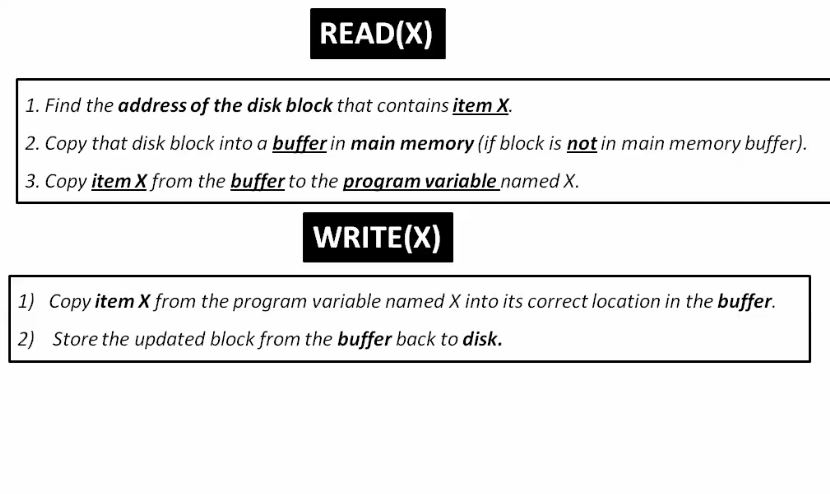 READ(X)
1. Find the address of the disk block that contains item X.
2. Copy that disk block into a buffer in main memory (if block is not in main memory buffer).
3. Copy item X from the buffer to the program variable named X.
WRITE(X)
1) Copy item X from the program variable named X into its correct location in the buffer.
2) Store the updated block from the buffer back to disk.